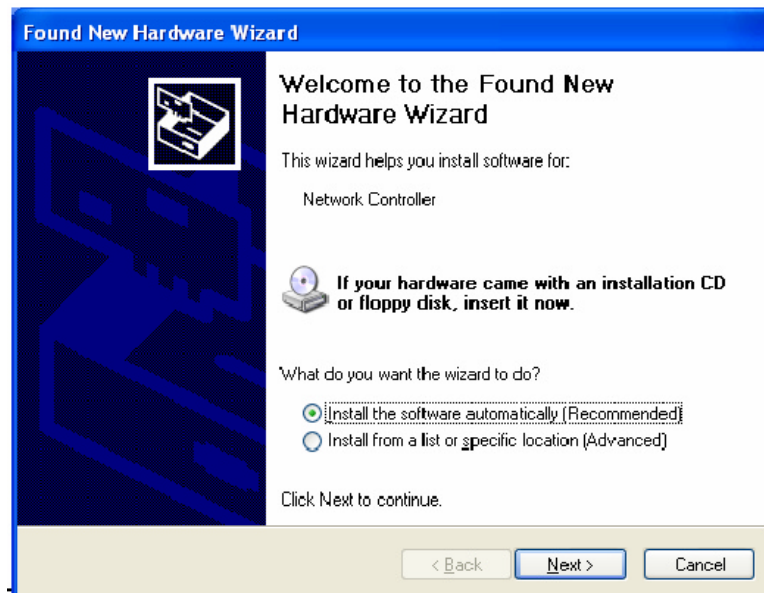 Found New Hardware Wizard
Welcome to the Found New
Hardware Wizard
This wizard helps you install software for:
Network Controller
If your hardware came with an installation CD
or floppy disk, insert it now.
What do you want the wizard to do?
Install the software automatically (Recommended)
Install from a list or specific location (Advanced)
Click Next to continue.
< Back Next > Cancel